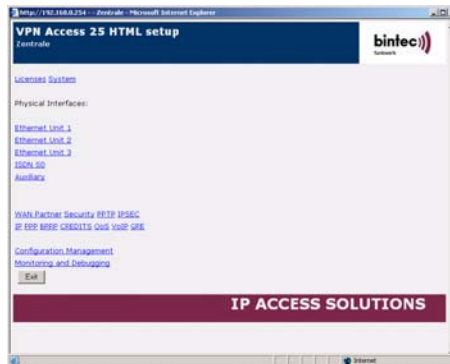 http://192.168.0.254 - : Zentrale - Microsoft Internet Explorer
VPN Access 25 HTML setup
Zentrale
bintec
funkwerk
Licenses System
Physical Interfaces:
Ethernet Unit 1
Ethernet Unit 2
Ethernet Unit 3
ISDN S0
Auxiliary
WAN Partner Security PPTP IPSEC
IP PPP BRRP CREDITS QoS VoIP GRE
Configuration Management
Monitoring and Debugging
Exit
IP ACCESS SOLUTIONS
Internet